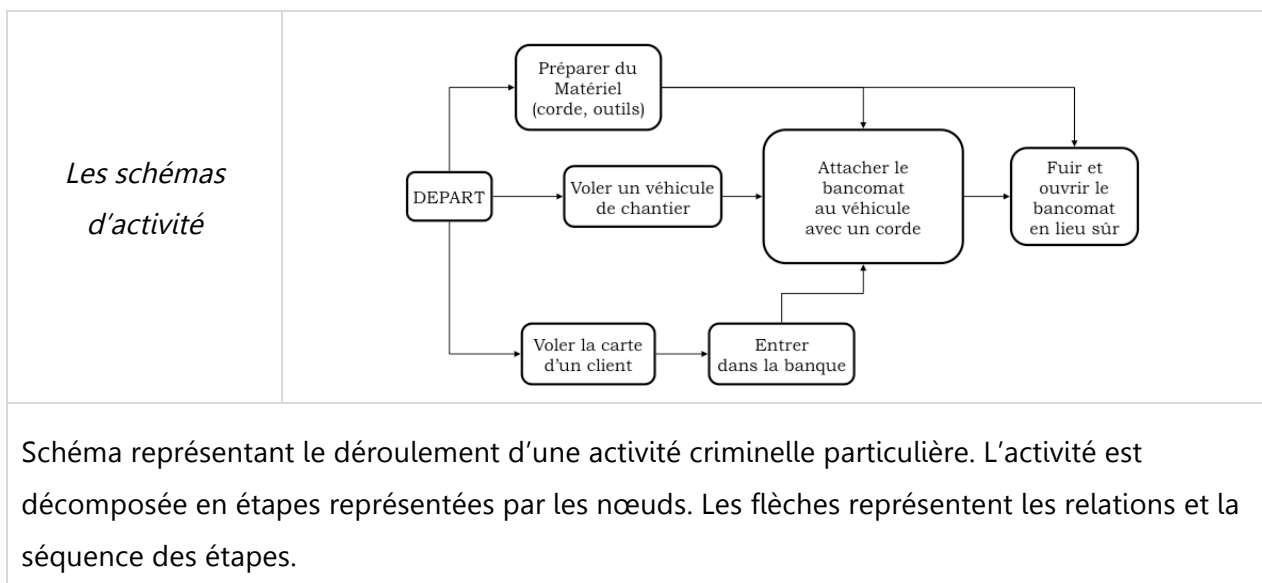 Les schémas
d’activité
Préparer du
Matériel
(corde, outils)
DEPART
Voler un véhicule
de chantier
Attacher le
bancomat
au véhicule
avec un corde
Fuir et
ouvrir le
bancomat
en lieu sûr
Voler la carte
d’un client
Entrer
dans la banque
Schéma représentant le déroulement d’une activité criminelle particulière. L’activité est
décomposée en étapes représentées par les nœuds. Les flèches représentent les relations et la
séquence des étapes.